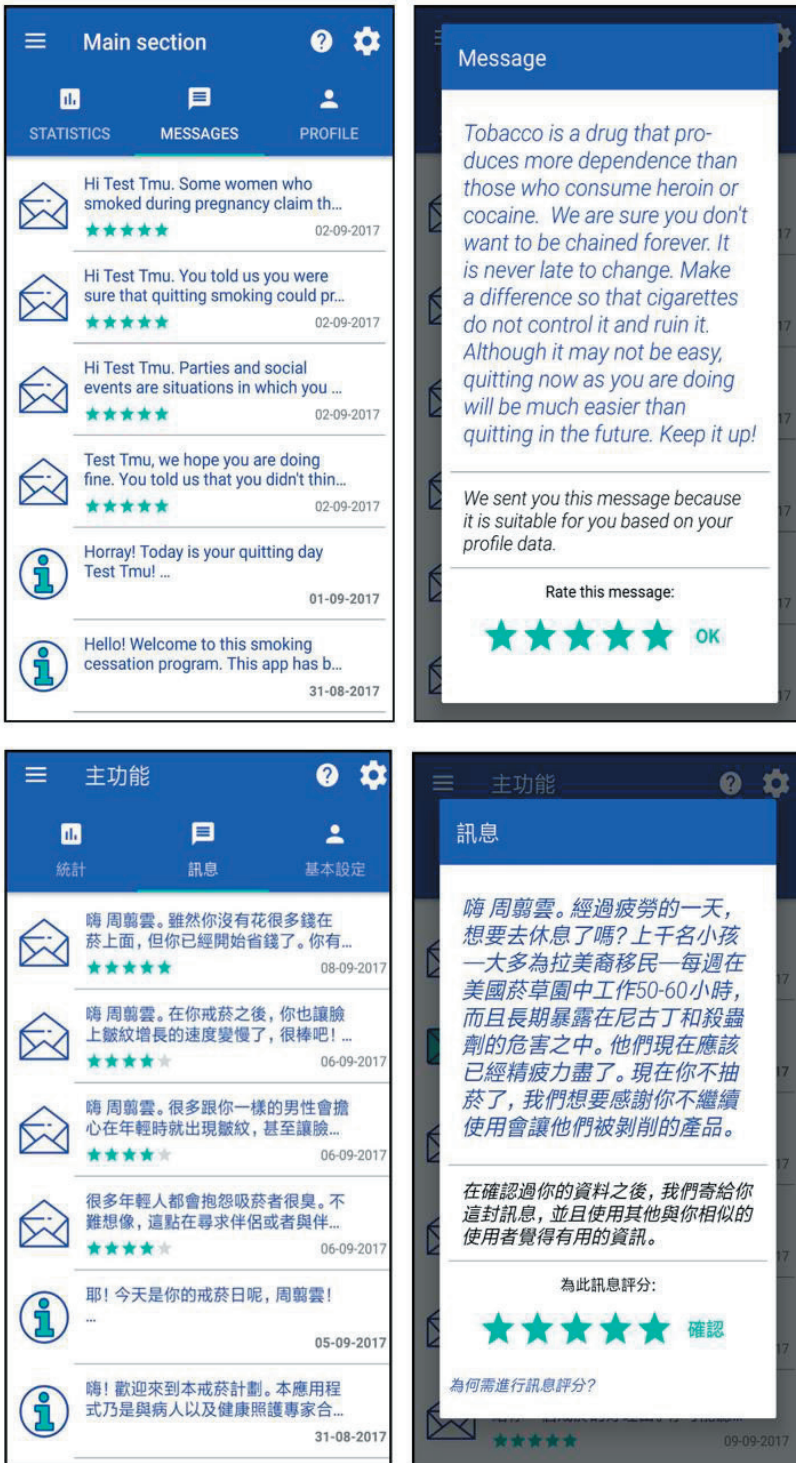 Main section
STATISTICS
MESSAGES
PROFILE
Hi Test Tmu. Some women who
smoked during pregnancy claim th...
02-09-2017
Hi Test Tmu. You told us you were
sure that quitting smoking could pr...
02-09-2017
Hi Test Tmu. Parties and social
events are situations in which you ...
02-09-2017
Test Tmu, we hope you are doing
fine. You told us that you didn't thin...
02-09-2017
Horray! Today is your quitting day
Test Tmu! ...
01-09-2017
Hello! Welcome to this smoking
cessation program. This app has b...
31-08-2017
Message
Tobacco is a drug that pro-
duces more dependence than
those who consume heroin or
cocaine. We are sure you don't
want to be chained forever. It
is never late to change. Make
a difference so that cigarettes
do not control it and ruin it.
Although it may not be easy,
quitting now as you are doing
will be much easier than
quitting in the future. Keep it up!
We sent you this message because
it is suitable for you based on your
profile data.
Rate this message:
OK
主功能
統計
訊息
基本設定
嗨 周翦雲。雖然你沒有花很多錢在
菸上面，但你已經開始省錢了。你有...
08-09-2017
嗨 周翦雲。在你戒菸之後，你也讓臉
上皺紋增長的速度變慢了，很棒吧！...
06-09-2017
嗨 周翦雲。很多跟你一樣的男性會擔
心在年輕時就出現皺紋，甚至讓臉...
06-09-2017
很多年輕人都會抱怨吸菸者很臭。不
難想像，這點在尋求伴侶或者與伴...
06-09-2017
耶！今天是你的戒菸日呢，周翦雲！
...
05-09-2017
嗨！歡迎來到本戒菸計劃。本應用程
式乃是與病人以及健康照護專家合...
31-08-2017
主功能
訊息
嗨 周翦雲。經過疲勞的一天，
想要去休息了嗎？上千名小孩
—大多為拉美裔移民—每週在
美國菸草園中工作50-60小時，
而且長期暴露在尼古丁和殺蟲
劑的危害之中。他們現在應該
已經精疲力盡了。現在你不抽
菸了，我們想要感謝你不繼續
使用會讓他們被剝削的產品。
在確認過你的資料之後，我們寄給你
這封訊息，並且使用其他與你相似的
使用者覺得有用的資訊。
為此訊息評分：
確認
為何需進行訊息評分？
09-09-2017